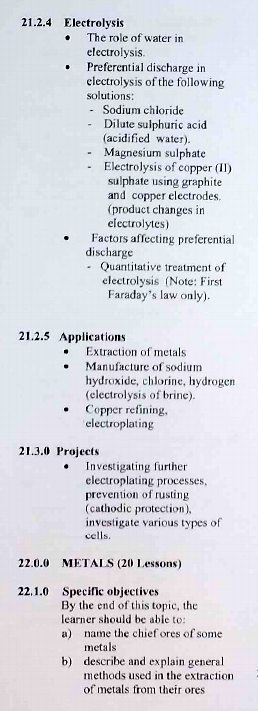 21.2.4 Electrolysis
• The role of water in
electrolysis.
• Preferential discharge in
electrolysis of the following
solutions:
- Sodium chloride
- Dilute sulphuric acid
(acidified water).
- Magnesium sulphate
- Electrolysis of copper (II)
sulphate using graphite
and copper electrodes.
(product changes in
electrolytes)
• Factors affecting preferential
discharge
- Quantitative treatment of
electrolysis (Note: First
Faraday's law only).
21.2.5 Applications
• Extraction of metals
• Manufacture of sodium
hydroxide, chlorine, hydrogen
(electrolysis of brine).
• Copper refining,
electroplating
21.3.0 Projects
• Investigating further
electroplating processes,
prevention of rusting
(cathodic protection),
investigate various types of
cells.
22.0.0 METALS (20 Lessons)
22.1.0 Specific objectives
By the end of this topic, the
learner should be able to:
a) name the chief ores of some
metals
b) describe and explain general
methods used in the extraction
of metals from their ores